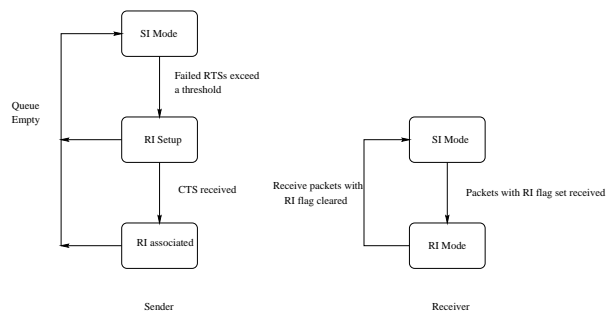 SI Mode
Failed RTSs exceed
a threshold
Queue
Empty
RI Setup
CTS received
RI associated
Sender
SI Mode
Receive packets with
RI flag cleared
Packets with RI flag set received
RI Mode
Receiver